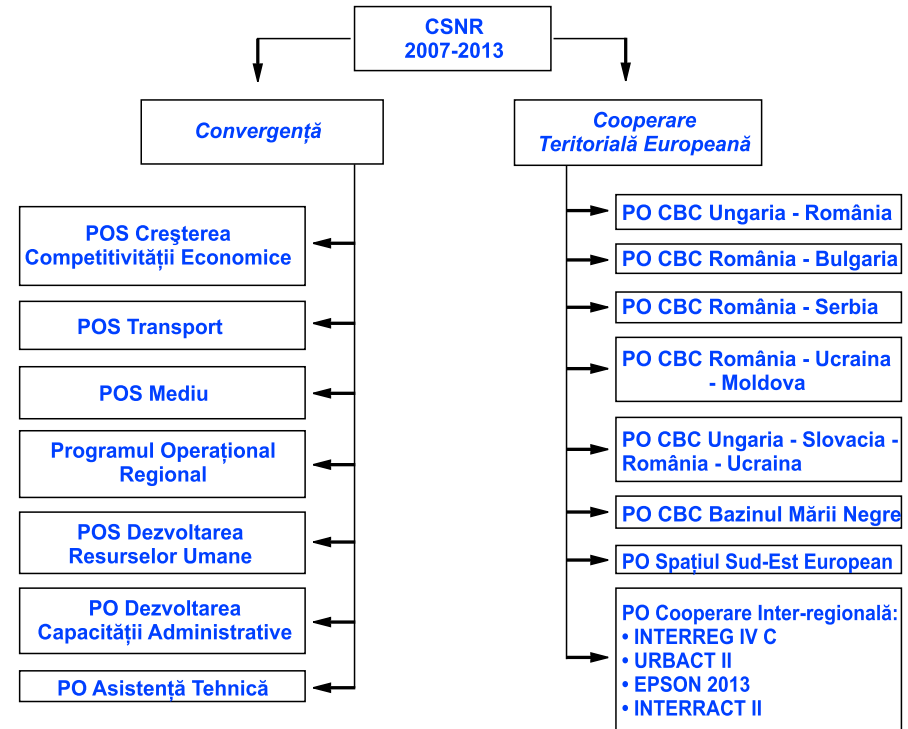 CSNR
2007-2013
Convergență
POS Creşterea
Competitivității Economice
POS Transport
POS Mediu
Programul Operațional
Regional
POS Dezvoltarea
Resurselor Umane
PO Dezvoltarea
Capacității Administrative
PO Asistență Tehnică
Cooperare
Teritorială Europeană
PO CBC Ungaria - România
PO CBC România - Bulgaria
PO CBC România - Serbia
PO CBC România - Ucraina
- Moldova
PO CBC Ungaria - Slovacia -
România - Ucraina
PO CBC Bazinul Mării Negre
PO Spațiul Sud-Est European
PO Cooperare Inter-regională:
• INTERREG IV C
• URBACT II
• EPSON 2013
• INTERRACT II